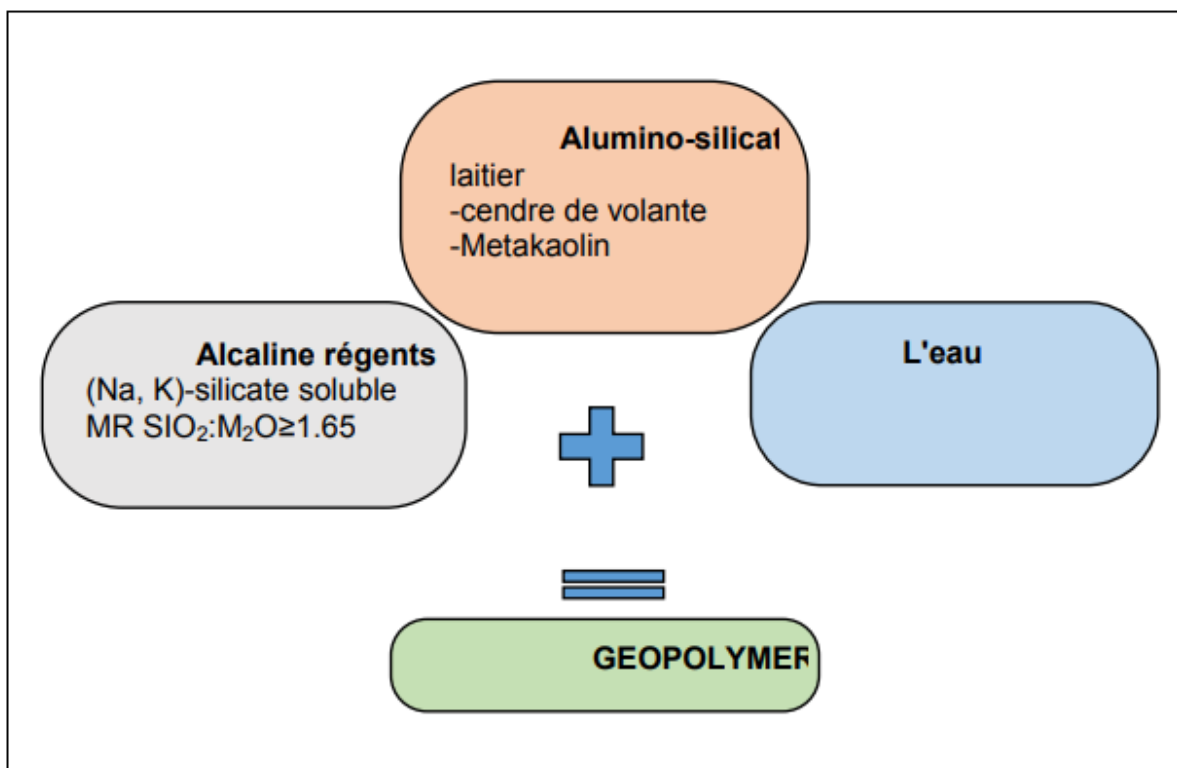 Alumino-silicat
laitier
-cendre de volante
-Metakaolin
Alcaline régents
(Na, K)-silicate soluble
MR SIO₂:M₂O≥1.65
L'eau
GEOPOLYMER